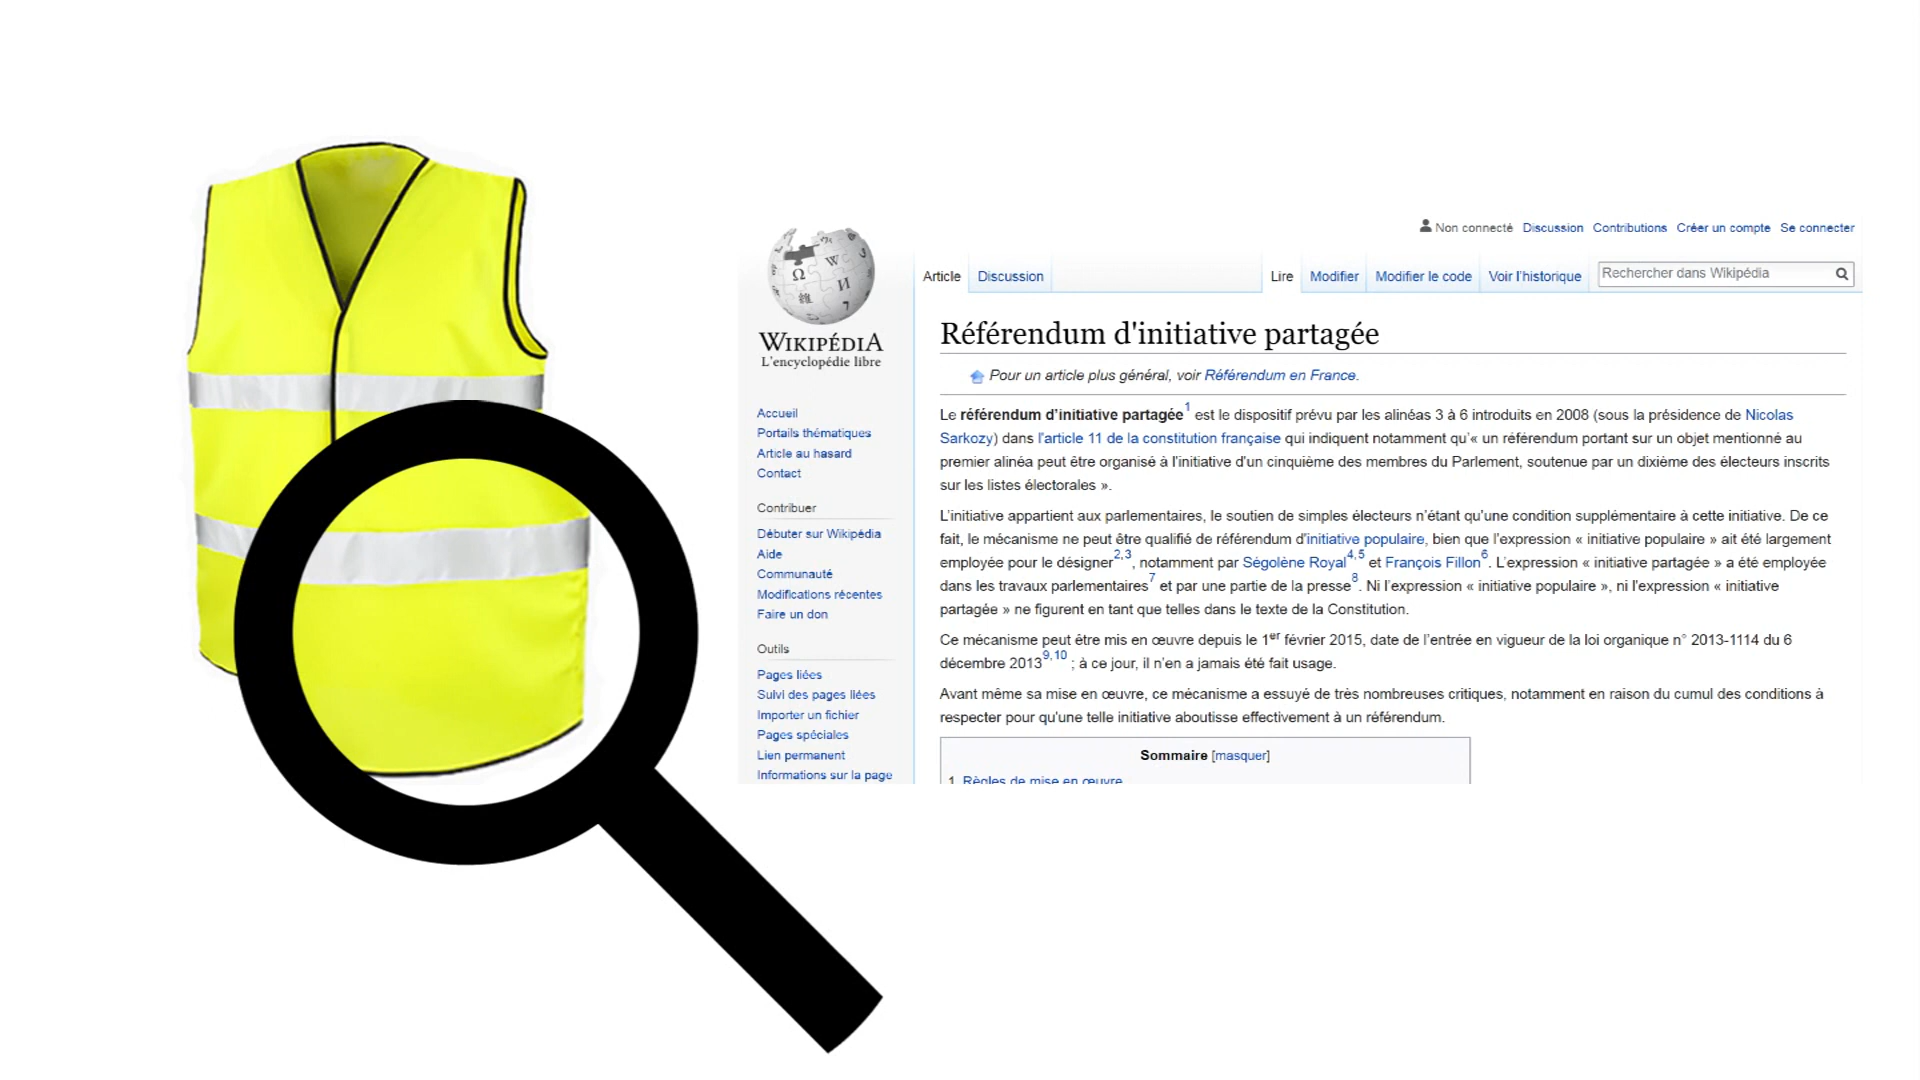 Non connecté Discussion Contributions Créer un compte Se connecter
Article Discussion Lire Modifier Modifier le code Voir l'historique Rechercher dans Wikipédia
WIKIPÉDIA
L'encyclopédie libre
Accueil
Portails thématiques
Article au hasard
Contact
Contribuer
Débuter sur Wikipédia
Aide
Communauté
Modifications récentes
Faire un don
Outils
Pages liées
Suivi des pages liées
Importer un fichier
Pages spéciales
Lien permanent
Informations sur la page
Référendum d'initiative partagée
Pour un article plus général, voir Référendum en France.
Le référendum d'initiative partagée1 est le dispositif prévu par les alinéas 3 à 6 introduits en 2008 (sous la présidence de Nicolas
Sarkozy) dans l'article 11 de la constitution française qui indiquent notamment qu'« un référendum portant sur un objet mentionné au
premier alinéa peut être organisé à l'initiative d'un cinquième des membres du Parlement, soutenue par un dixième des électeurs inscrits
sur les listes électorales ».
L'initiative appartient aux parlementaires, le soutien de simples électeurs n'étant qu'une condition supplémentaire à cette initiative. De ce
fait, le mécanisme ne peut être qualifié de référendum d'initiative populaire, bien que l'expression « initiative populaire » ait été largement
employée pour le désigner2,3, notamment par Ségolène Royal4,5 et François Fillon6. L'expression « initiative partagée » a été employée
dans les travaux parlementaires7 et par une partie de la presse8. Ni l'expression « initiative populaire », ni l'expression « initiative
partagée » ne figurent en tant que telles dans le texte de la Constitution.
Ce mécanisme peut être mis en œuvre depuis le 1er février 2015, date de l'entrée en vigueur de la loi organique n° 2013-1114 du 6
décembre 20139,10 ; à ce jour, il n'en a jamais été fait usage.
Avant même sa mise en œuvre, ce mécanisme a essuyé de très nombreuses critiques, notamment en raison du cumul des conditions à
respecter pour qu'une telle initiative aboutisse effectivement à un référendum.
Sommaire [masquer]
1 Règles de mise en œuvre